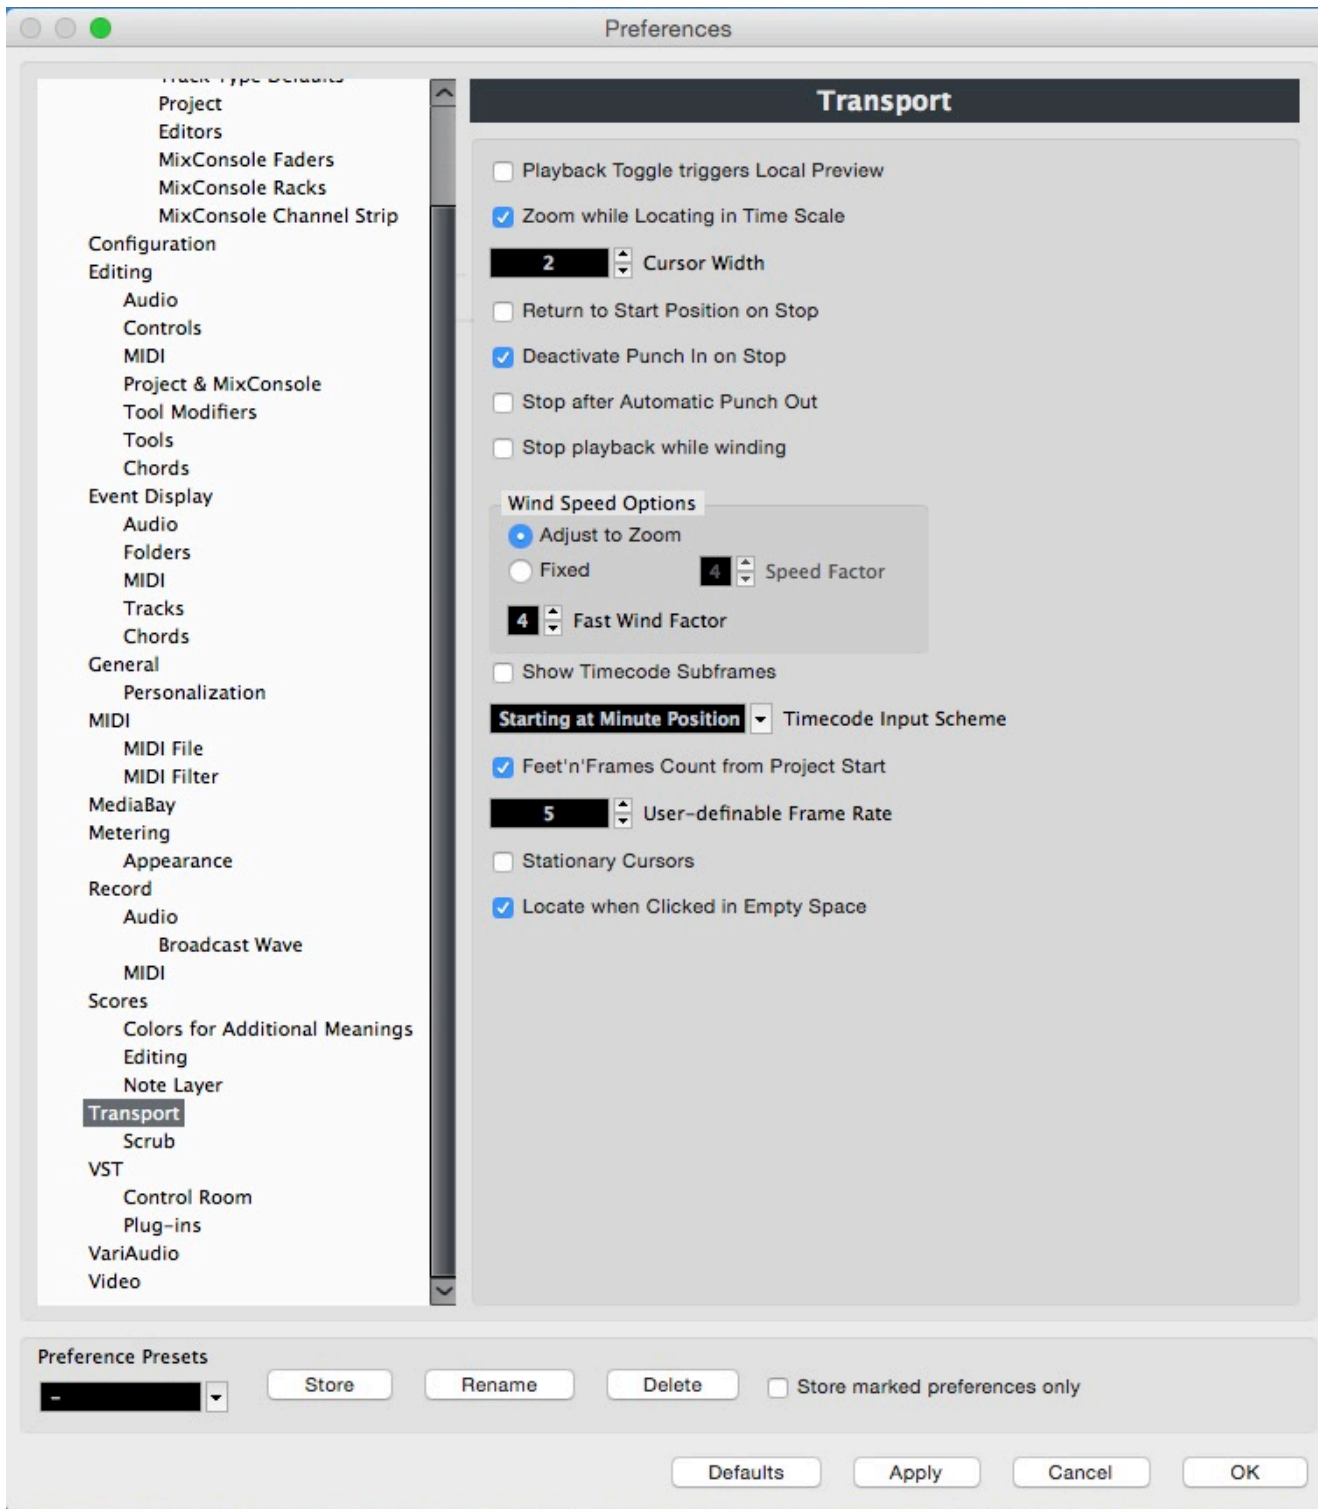 Preferences
Track Type Defaults
Project
Editors
MixConsole Faders
MixConsole Racks
MixConsole Channel Strip
Configuration
Editing
Audio
Controls
MIDI
Project & MixConsole
Tool Modifiers
Tools
Chords
Event Display
Audio
Folders
MIDI
Tracks
Chords
General
Personalization
MIDI
MIDI File
MIDI Filter
MediaBay
Metering
Appearance
Record
Audio
Broadcast Wave
MIDI
Scores
Colors for Additional Meanings
Editing
Note Layer
Transport
Scrub
VST
Control Room
Plug-ins
VariAudio
Video
Transport
Playback Toggle triggers Local Preview
Zoom while Locating in Time Scale
2 Cursor Width
Return to Start Position on Stop
Deactivate Punch In on Stop
Stop after Automatic Punch Out
Stop playback while winding
Wind Speed Options
Adjust to Zoom
Fixed 4 Speed Factor
4 Fast Wind Factor
Show Timecode Subframes
Starting at Minute Position Timecode Input Scheme
Feet'n'Frames Count from Project Start
5 User-definable Frame Rate
Stationary Cursors
Locate when Clicked in Empty Space
Preference Presets
– Store Rename Delete Store marked preferences only
Defaults Apply Cancel OK